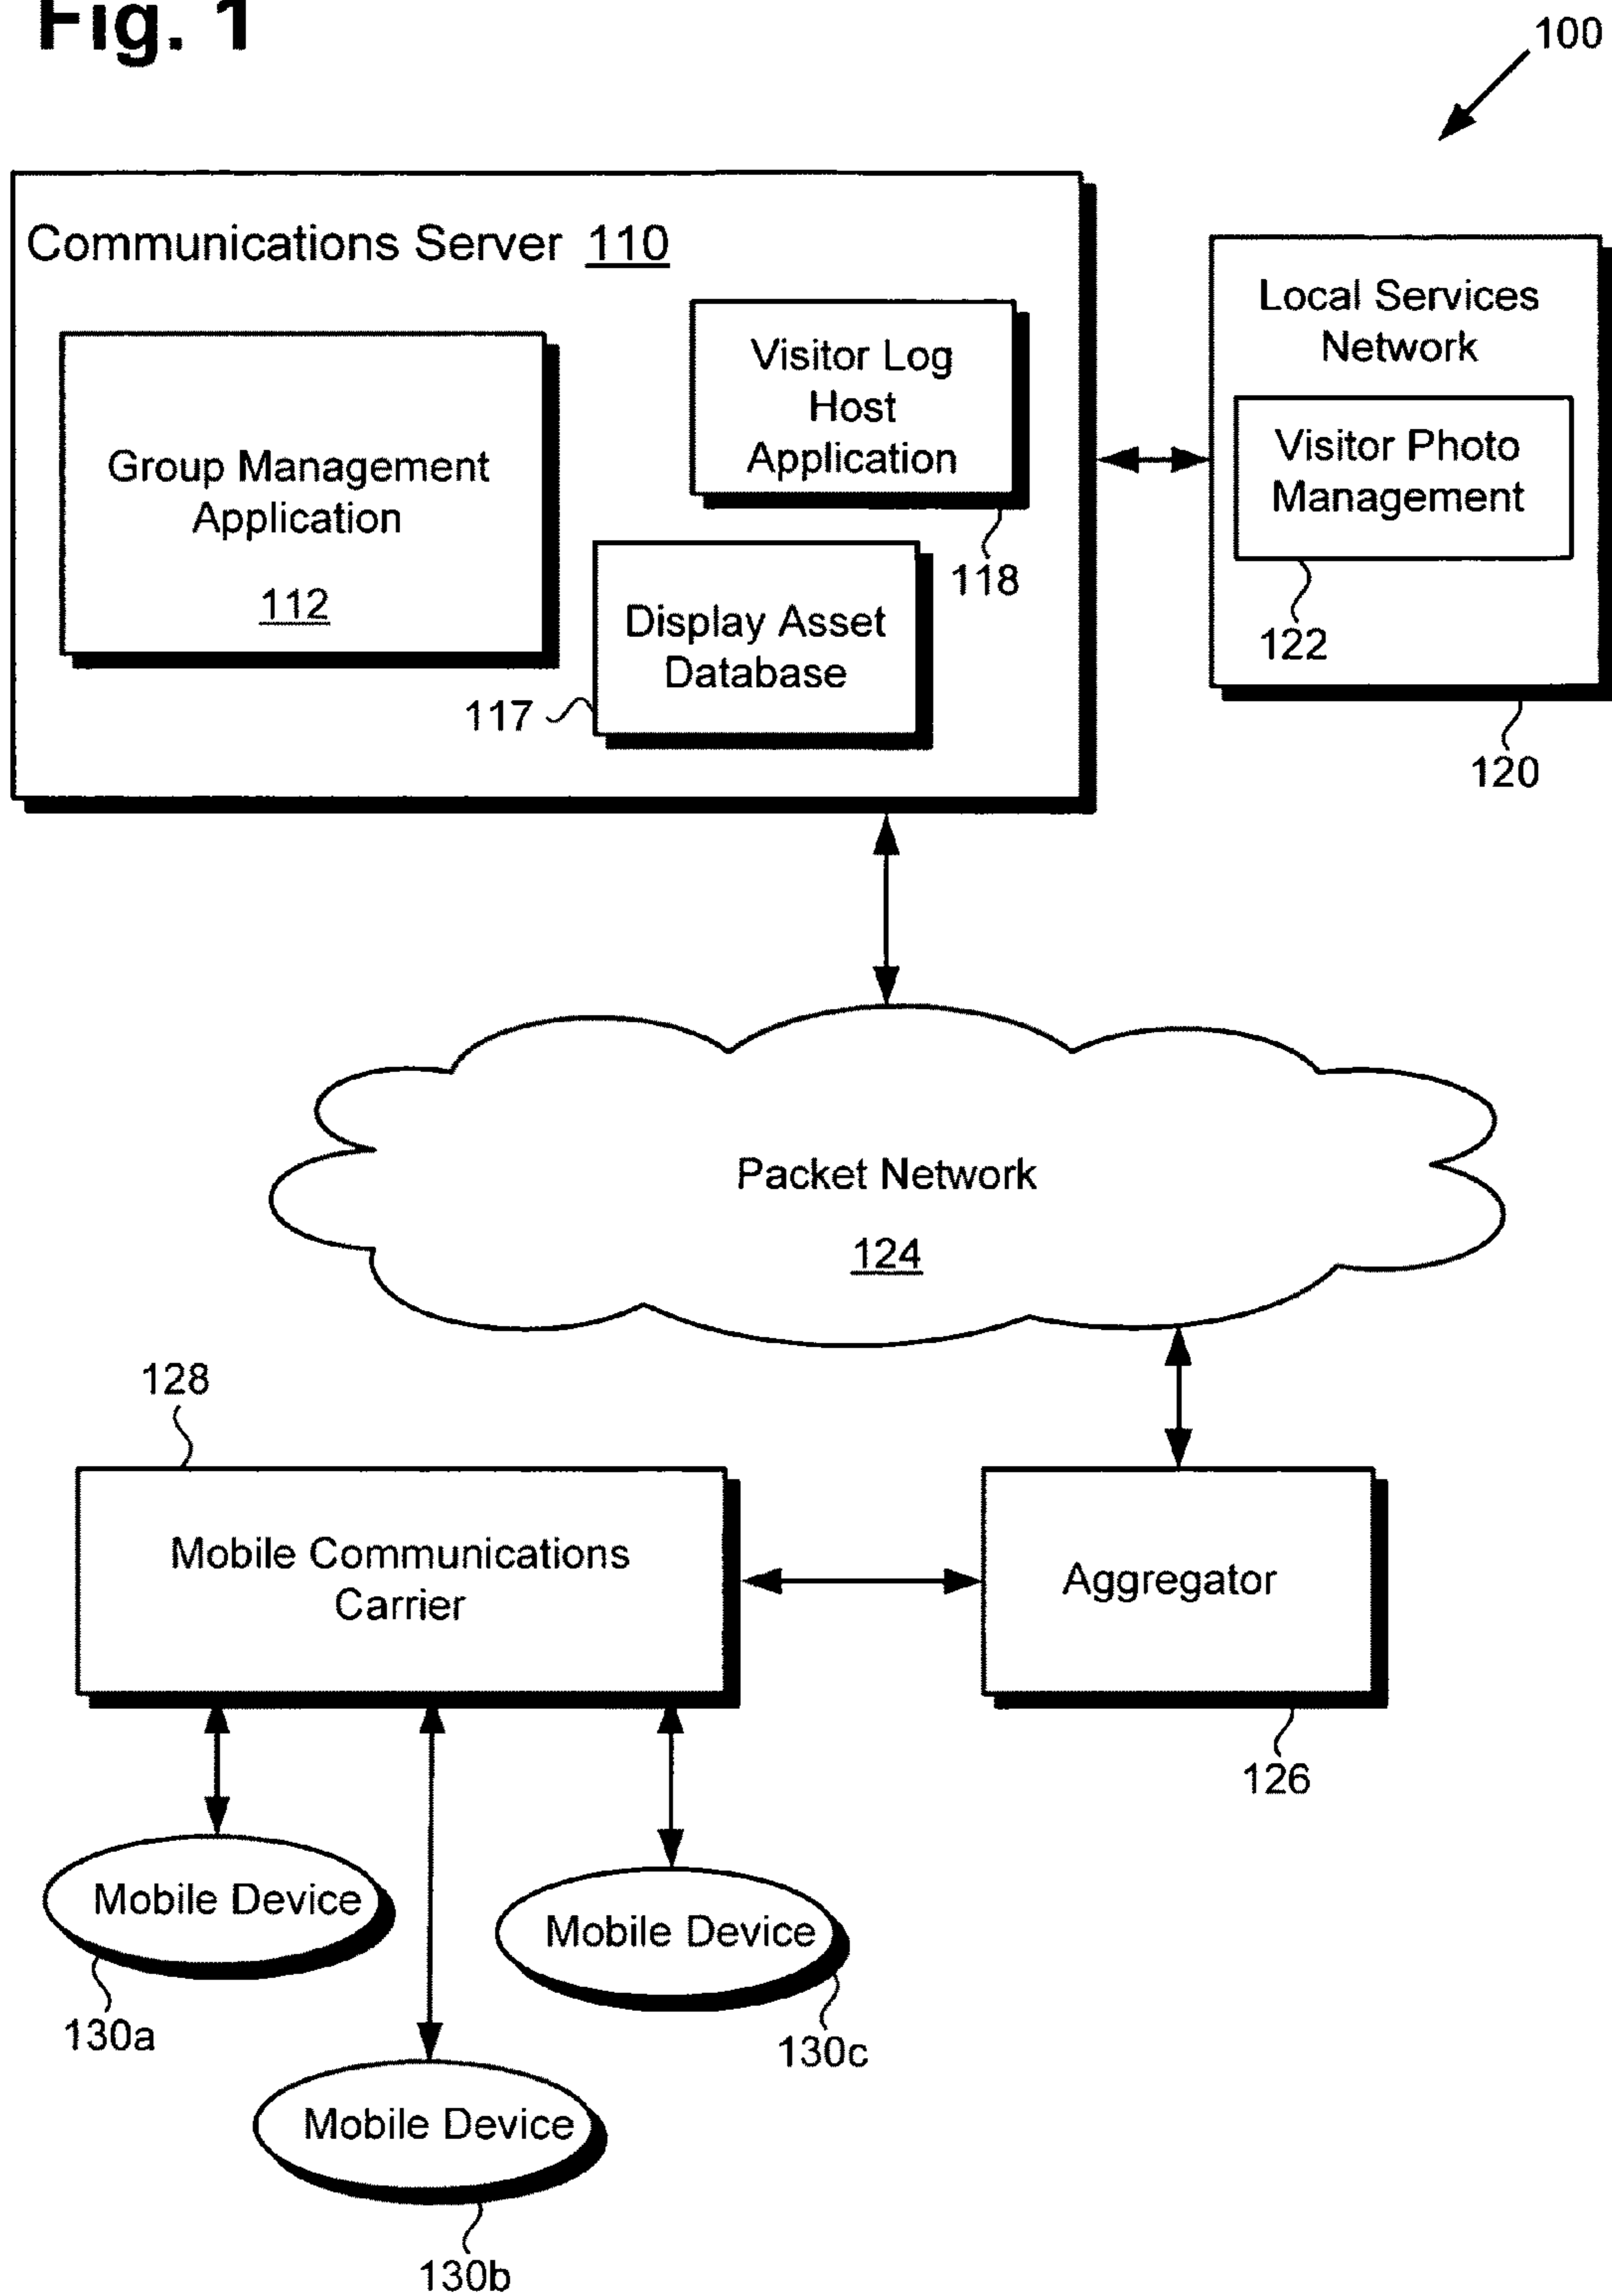 Fig. 1
100
Communications Server 110
Group Management
Application
112
Visitor Log
Host
Application
118
Display Asset
Database
117
Local Services
Network
Visitor Photo
Management
122
120
Packet Network
124
128
Mobile Communications
Carrier
Aggregator
126
Mobile Device
130a
Mobile Device
130c
Mobile Device
130b